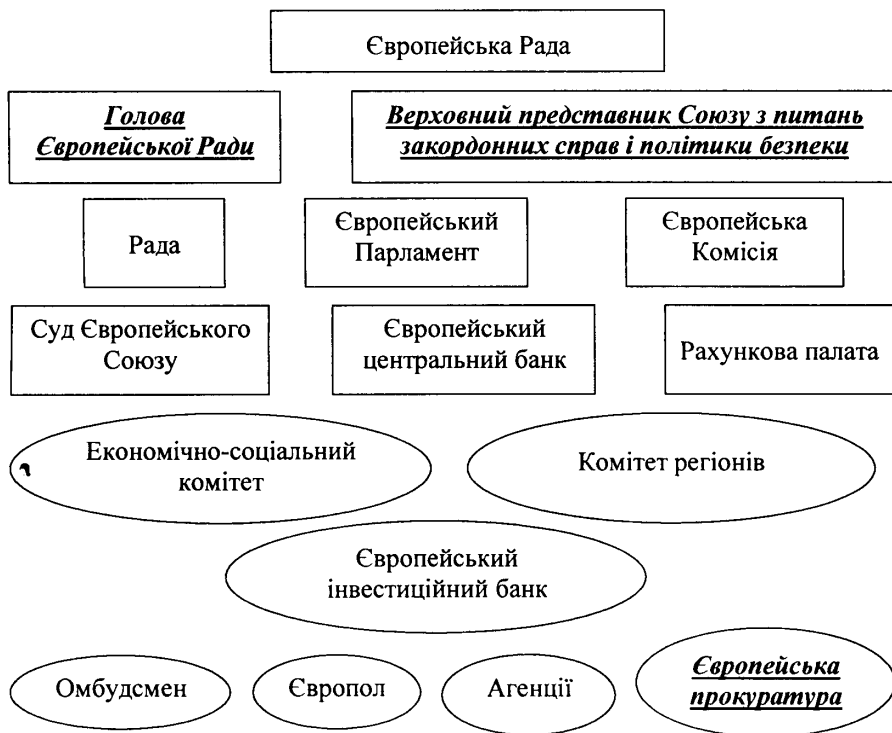 Європейська Рада
Голова
Європейської Ради
Верховний представник Союзу з питань
закордонних справ і політики безпеки
Рада
Європейський
Парламент
Європейська
Комісія
Суд Європейського
Союзу
Європейський
центральний банк
Рахункова палата
Економічно-соціальний
комітет
Комітет регіонів
Європейський
інвестиційний банк
Омбудсмен
Європол
Агенції
Європейська
прокуратура